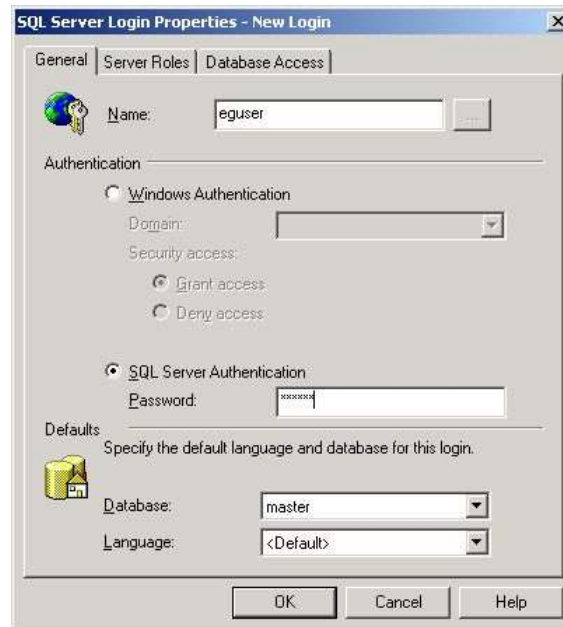 SQL Server Login Properties - New Login
General Server Roles Database Access
Name: eguser ...
Authentication
Windows Authentication
Domain:
Security access:
Grant access
Deny access
SQL Server Authentication
Password: ******
Defaults
Specify the default language and database for this login.
Database: master
Language: <Default>
OK Cancel Help